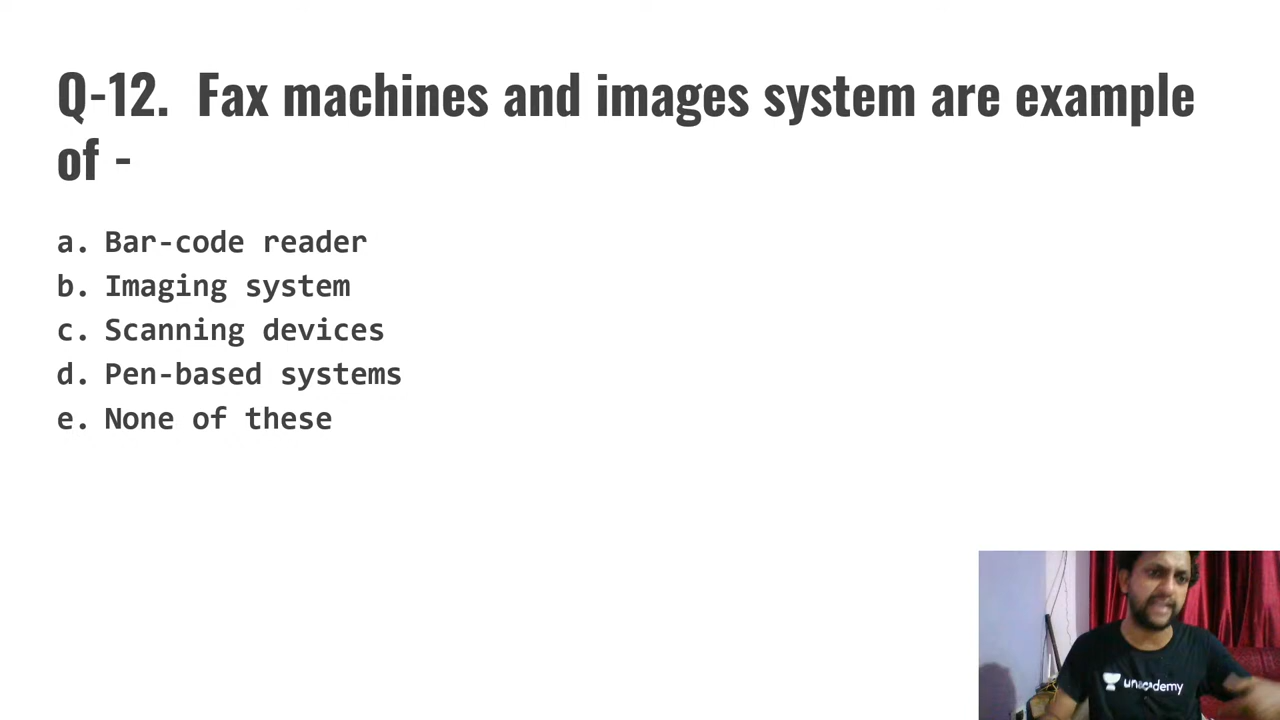 Q-12. Fax machines and images system are example
of -
a. Bar-code reader
b. Imaging system
c. Scanning devices
d. Pen-based systems
e. None of these
unacademy